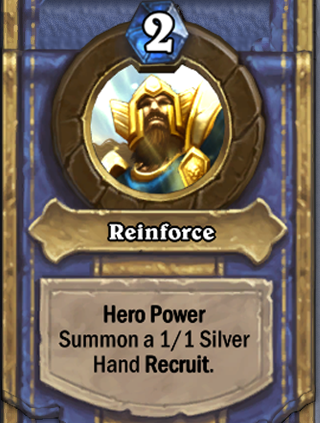 2
Reinforce
Hero Power
Summon a 1/1 Silver
Hand Recruit.